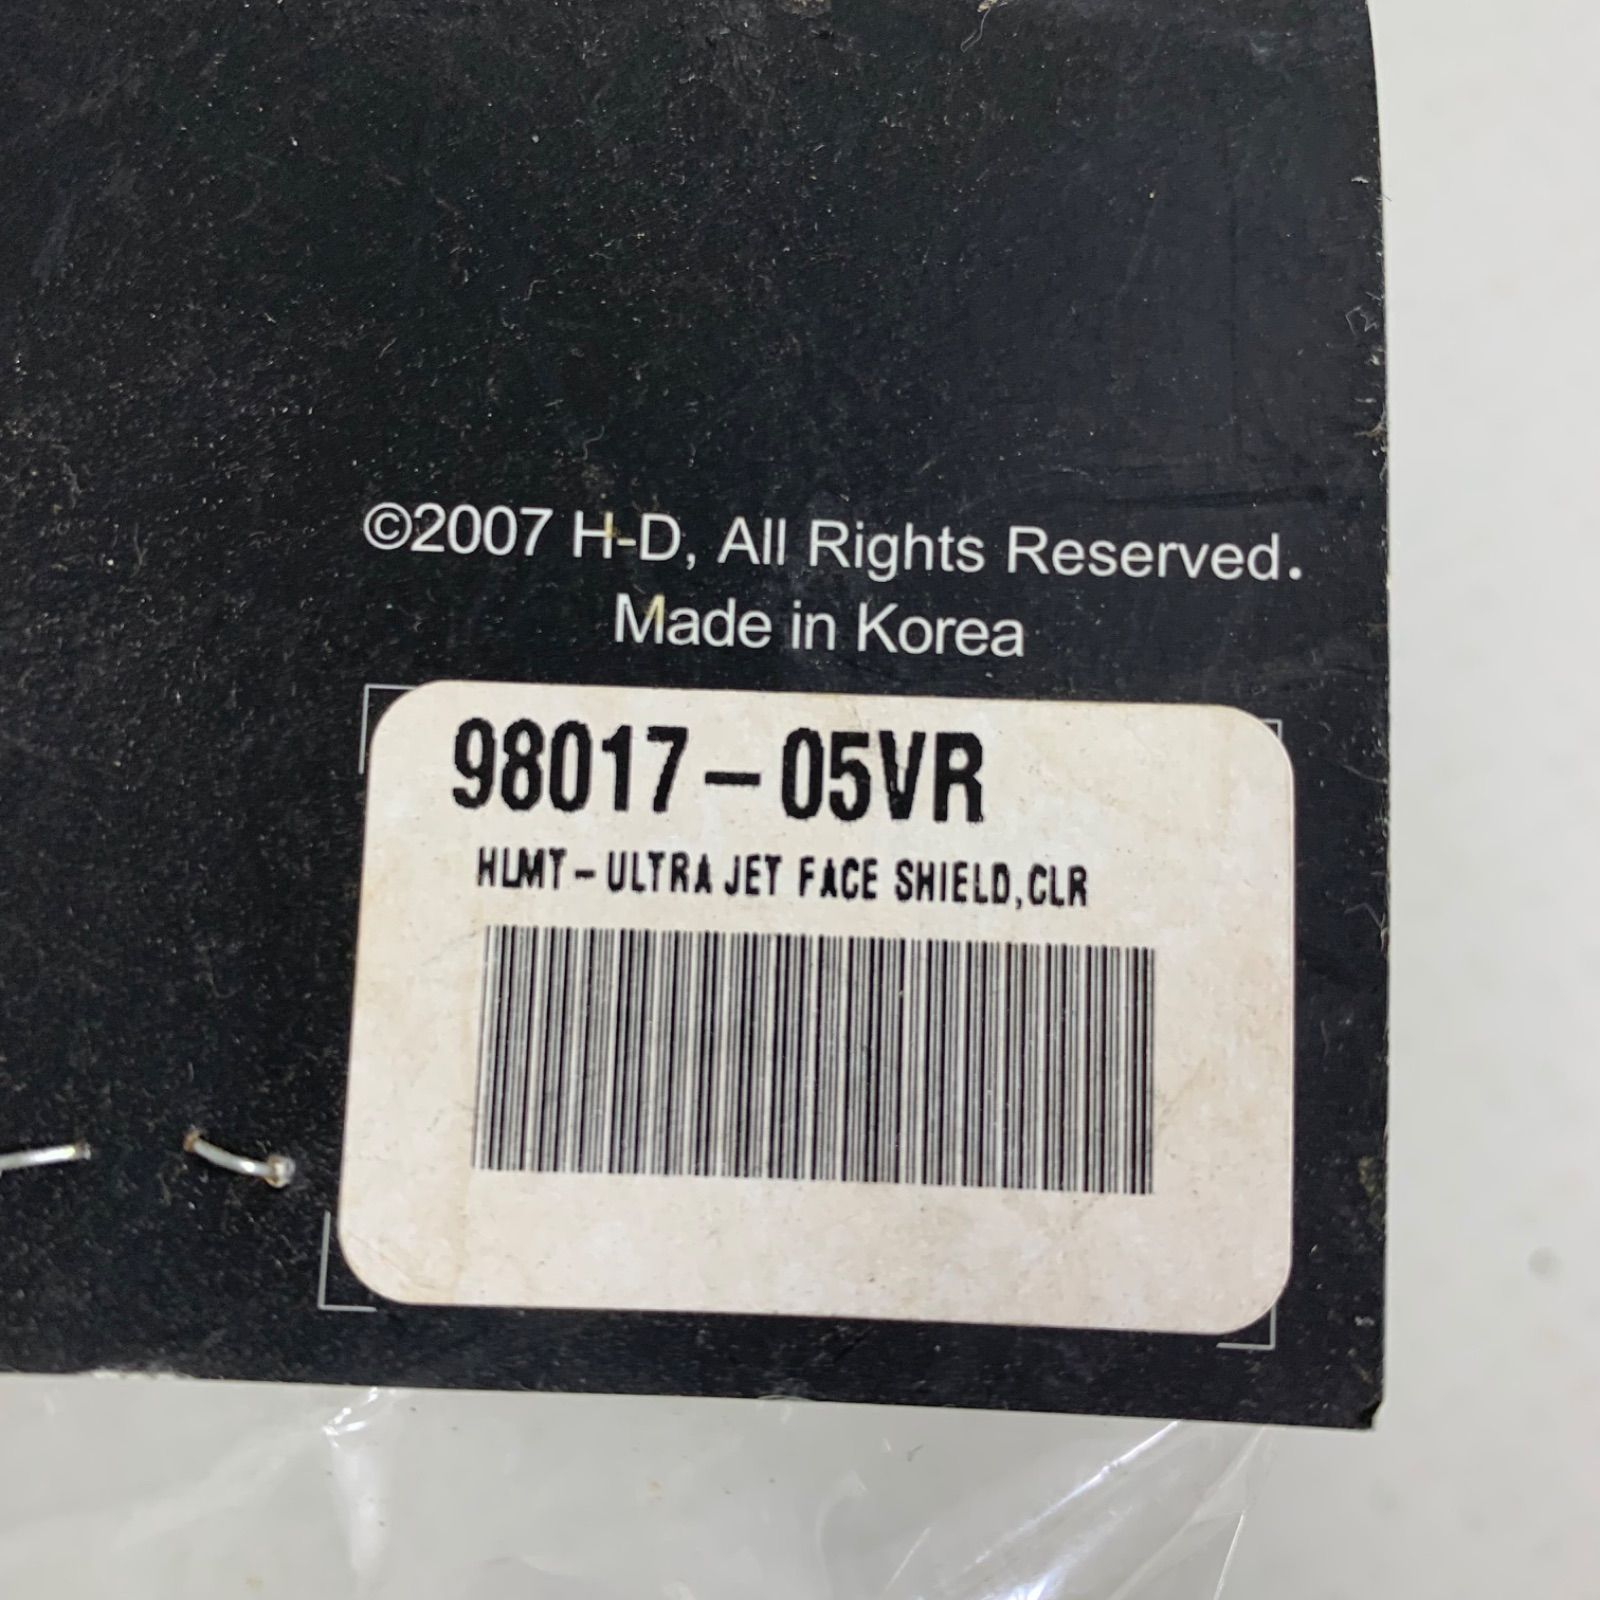 ©2007 H-D, All Rights Reserved.
Made in Korea
98017-05VR
HLMT-ULTRA JET FACE SHIELD,CLR